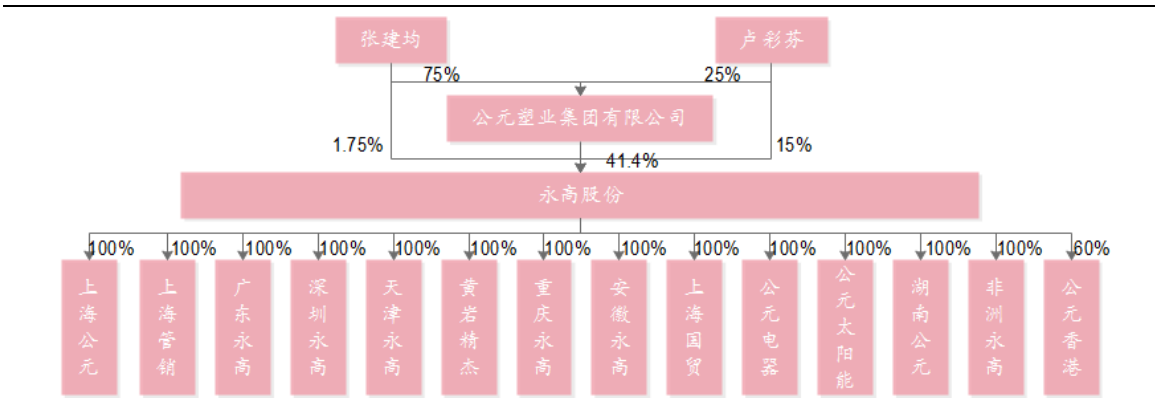 张建均
卢彩芬
75%
25%
公元塑业集团有限公司
1.75%
15%
41.4%
永高股份
100%
100%
100%
100%
100%
100%
100%
100%
100%
100%
100%
100%
100%
60%
上海公元
上海管销
广东永高
深圳永高
天津永高
黄岩精杰
重庆永高
安徽永高
上海国贸
公元电器
公元太阳能
湖南公元
非洲永高
公元香港